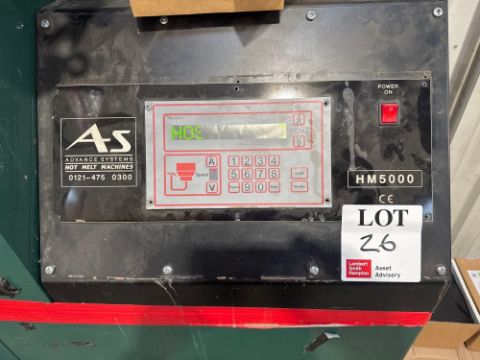 POWER
ON
A-S
ADVANCE SYSTEMS
HOT MELT MACHINES
0121-475 0300
A
V
Speed
1 2 3 4
5 6 7 8
9 0
HM5000
CE
LOT
26
Lambert
Smith
Hampton
Asset
Advisory